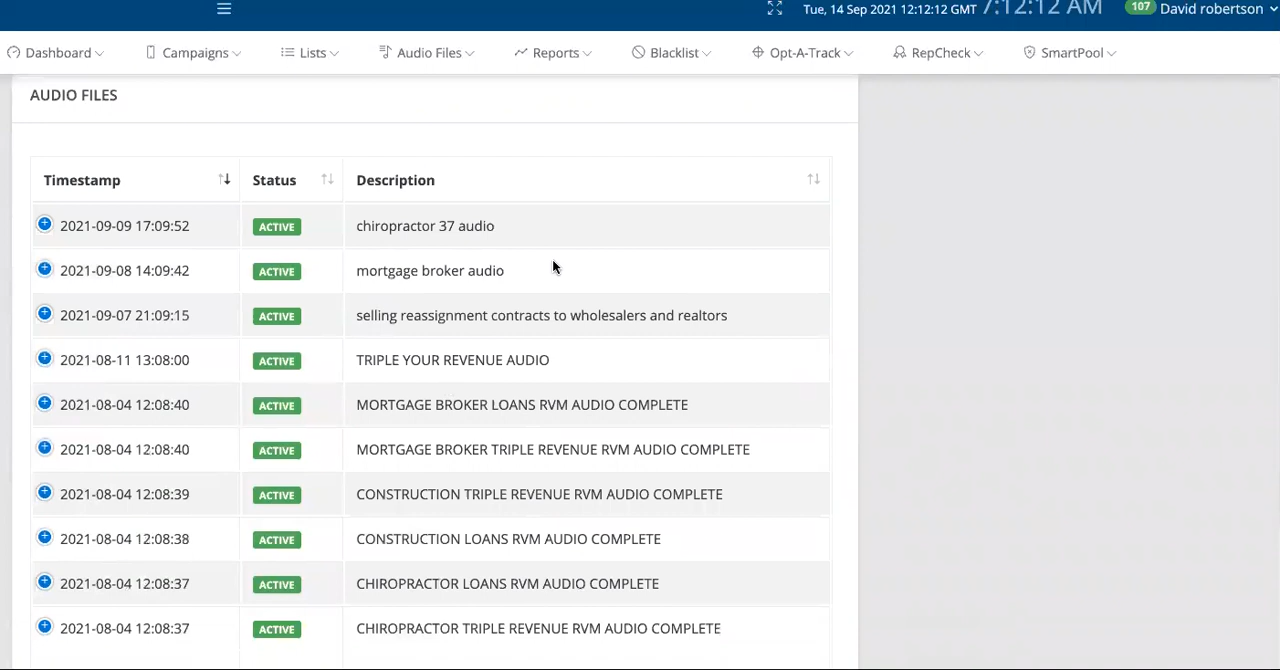 Tue, 14 Sep 2021 12:12:12 GMT 7:12:12 AM 107 David robertson
Dashboard Campaigns Lists Audio Files Reports Blacklist Opt-A-Track RepCheck SmartPool
AUDIO FILES
Timestamp Status Description
2021-09-09 17:09:52 ACTIVE chiropractor 37 audio
2021-09-08 14:09:42 ACTIVE mortgage broker audio
2021-09-07 21:09:15 ACTIVE selling reassignment contracts to wholesalers and realtors
2021-08-11 13:08:00 ACTIVE TRIPLE YOUR REVENUE AUDIO
2021-08-04 12:08:40 ACTIVE MORTGAGE BROKER LOANS RVM AUDIO COMPLETE
2021-08-04 12:08:40 ACTIVE MORTGAGE BROKER TRIPLE REVENUE RVM AUDIO COMPLETE
2021-08-04 12:08:39 ACTIVE CONSTRUCTION TRIPLE REVENUE RVM AUDIO COMPLETE
2021-08-04 12:08:38 ACTIVE CONSTRUCTION LOANS RVM AUDIO COMPLETE
2021-08-04 12:08:37 ACTIVE CHIROPRACTOR LOANS RVM AUDIO COMPLETE
2021-08-04 12:08:37 ACTIVE CHIROPRACTOR TRIPLE REVENUE RVM AUDIO COMPLETE